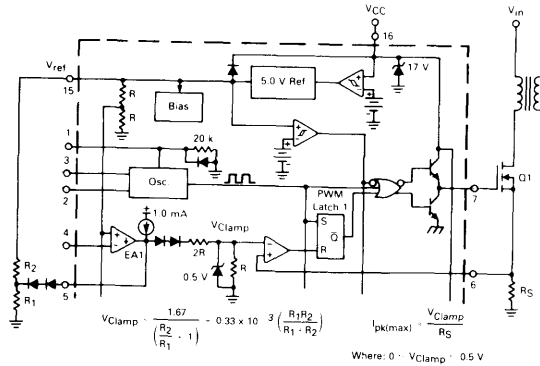 VCC
Vin
16
Vref
15
R
R
Bias
5.0 V Ref
17 V
1
20 k
3
Osc.
2
PWM
Latch 1
Q1
7
1.0 mA
VClamp
S
Q̄
R
4
EA1
2R
R2
0.5 V
R
6
R1
5
RS
VClamp · 1.67 / (R2/R1 · 1) - 0.33 x 10 3 (R1R2 / R1 · R2)
Ipk(max) · VClamp / RS
Where: 0 · VClamp · 0.5 V